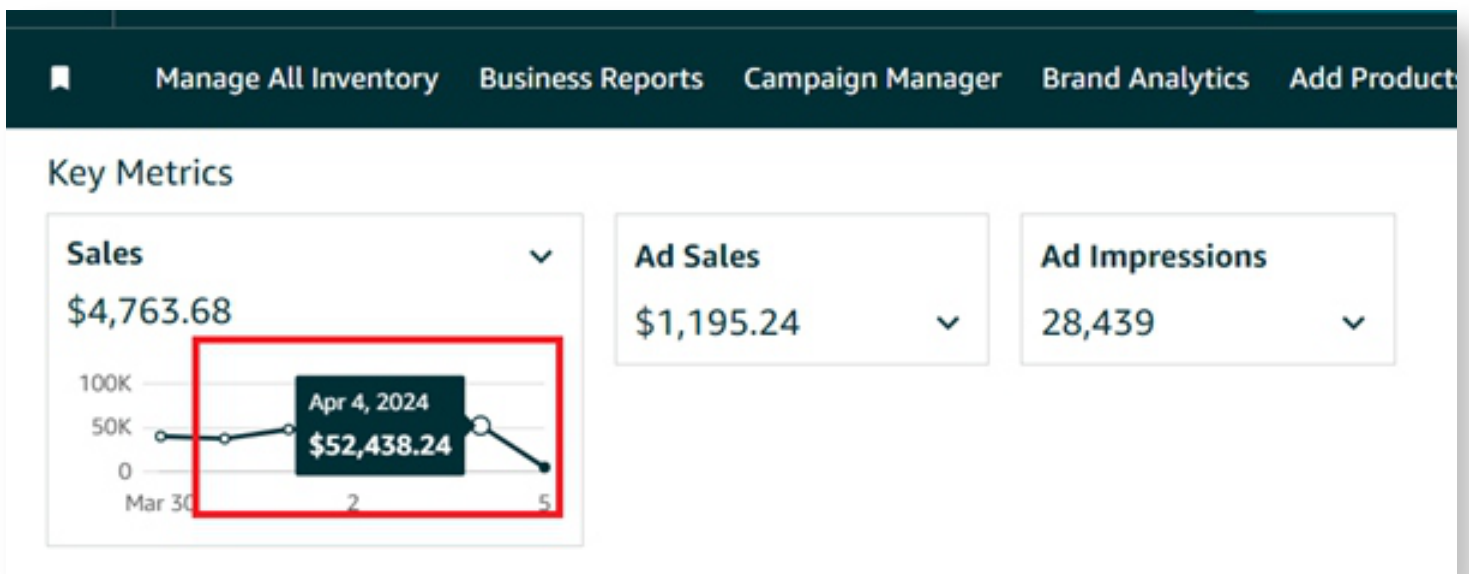 Manage All Inventory Business Reports Campaign Manager Brand Analytics Add Products
Key Metrics
Sales
$4,763.68
100K
50K
0
Mar 30 2 5
Apr 4, 2024
$52,438.24
Ad Sales
$1,195.24
Ad Impressions
28,439